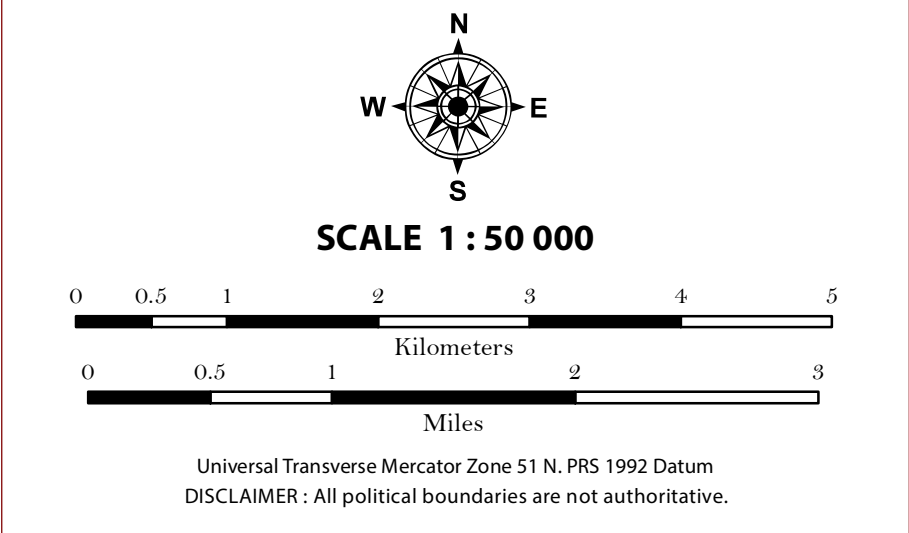 N
W E
S
SCALE 1 : 50 000
0 0.5 1 2 3 4 5
Kilometers
0 0.5 1 2 3
Miles
Universal Transverse Mercator Zone 51 N. PRS 1992 Datum
DISCLAIMER : All political boundaries are not authoritative.